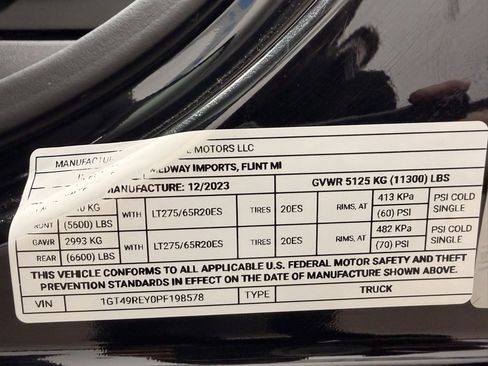 MANUFACTU L MOTORS LLC
MEDWAY IMPORTS, FLINT MI
MANUFACTURE: 12/2023 GVWR 5125 KG (11300) LBS
KG WITH LT275/65R20ES TIRES 20ES RIMS, AT 413 KPA (60) PSI PSI COLD SINGLE
RUNT (5600) LBS
GAWR 2993 KG WITH LT275/65R20ES TIRES 20ES RIMS, AT 482 KPA (70) PSI PSI COLD SINGLE
REAR (6600) LBS
THIS VEHICLE CONFORMS TO ALL APPLICABLE U.S. FEDERAL MOTOR SAFETY AND THEFT
PREVENTION STANDARDS IN EFFECT ON THE DATE OF MANUFACTURE SHOWN ABOVE.
VIN 1GT49REY0PF198578 TYPE TRUCK